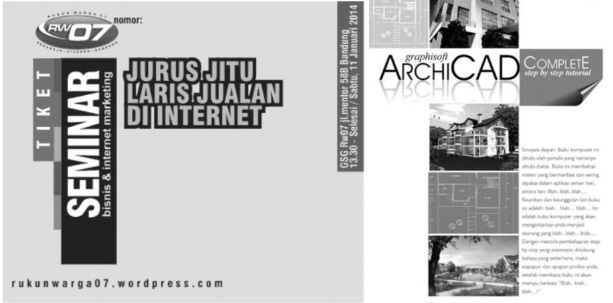 RUKUN WARGA 07
RW07
nomor:
TIKET
SEMINAR
bisnis & internet marketing
JURUS JITU
LARIS JUALAN
DI INTERNET
GSG Rw07 jl.mentor 58B Bandung
13.30 - Selesai / Sabtu, 11 Januari 2014
rukunwarga07.wordpress.com
graphisoft
ARCHICAD
COMPLETE
step by step tutorial
Sinopsis depan: Buku komputer ini
ditulis oleh penulis yang namanya
ditulis diatas. Buku ini membahas
materi yang bermanfaat dan sering
dipakai dalam aplikasi sehari hari,
antara lain: Blah, blah, blah....
Keunikan dan keunggulan lain buku
ini adalah: blah.... blah.... blah.... Ini
adalah buku komputer yang akan
mengantarkan anda menjadi
seorang yang blah.. blah... blah....
Dengan metoda pembelajaran step
by step yang sistematis didukung
bahasa yang sederhana, maka
siapapun dan apapun profesi anda,
setelah membaca buku ini akan
mampu berkata "Blah.. blah...
blah....!"